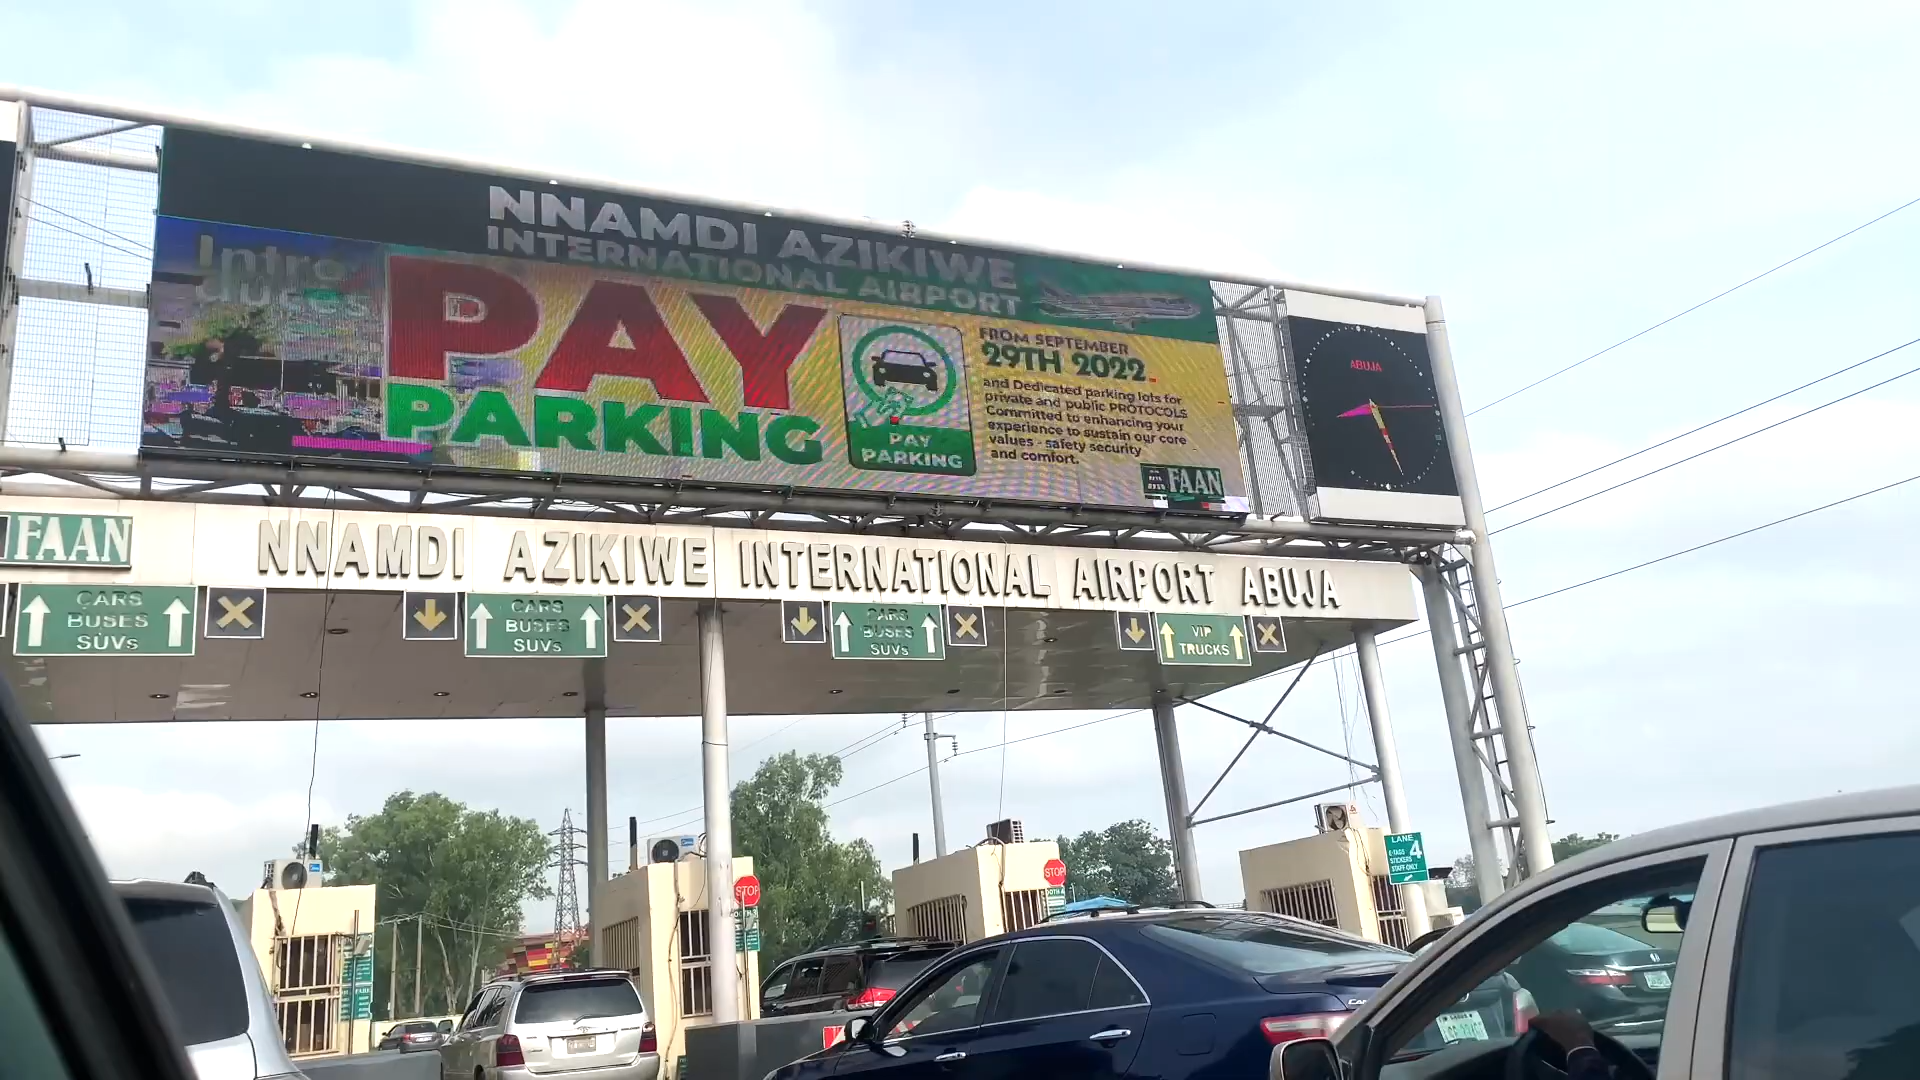 NNAMDI AZIKIWE
INTERNATIONAL AIRPORT
Intro
duces
PAY
PARKING
PAY
PARKING
FROM SEPTEMBER
29TH 2022
and Dedicated parking lots for
private and public PROTOCOLS
Committed to enhancing your
experience to sustain our core
values - safety security
and comfort.
FAAN
ABUJA
FAAN
NNAMDI AZIKIWE INTERNATIONAL AIRPORT ABUJA
CARS
BUSES
SUVs
CARS
BUSES
SUVs
CARS
BUSES
SUVs
VIP
TRUCKS
STOP
STOP
LANE
4
E-TAGS
STICKERS
STAFF-ONLY